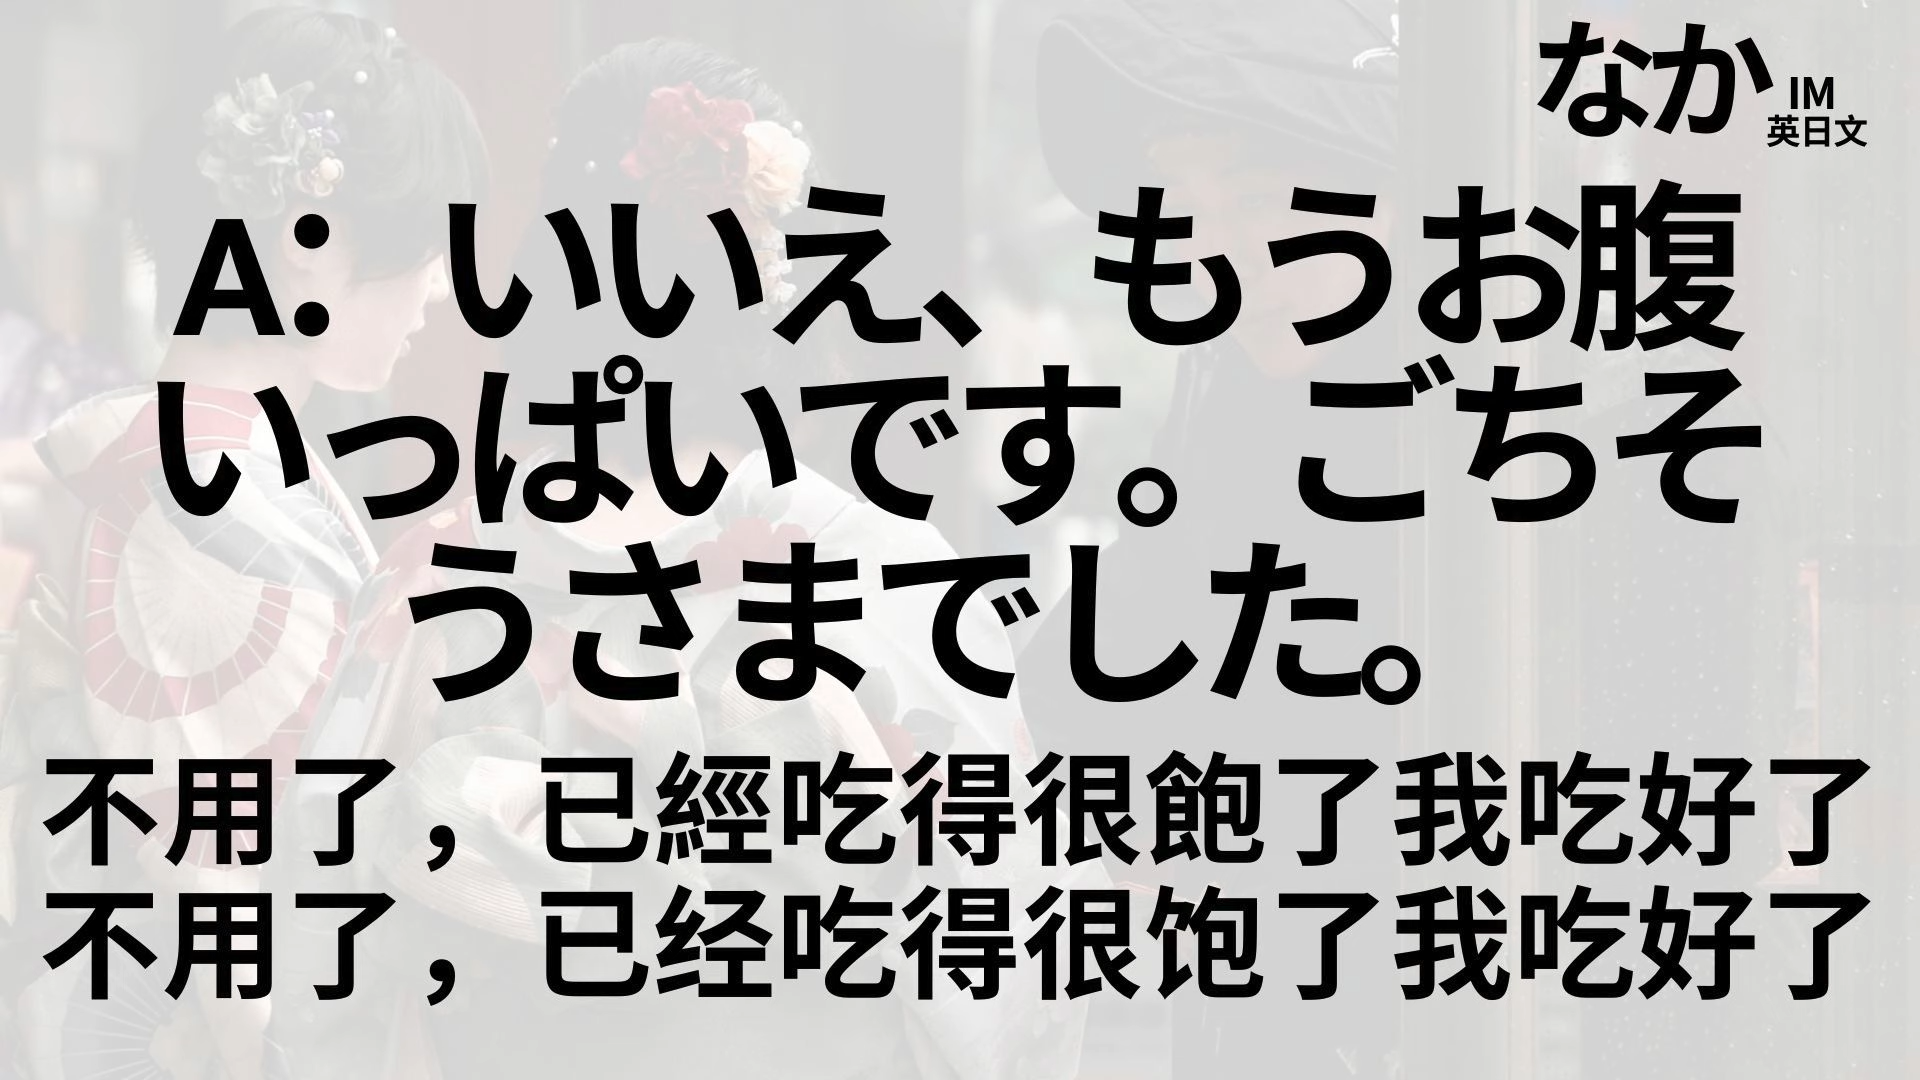 なか
IM
英日文
A：いいえ、もうお腹
いっぱいです。ごちそ
うさまでした。
不用了，已經吃得很飽了我吃好了
不用了，已经吃得很饱了我吃好了